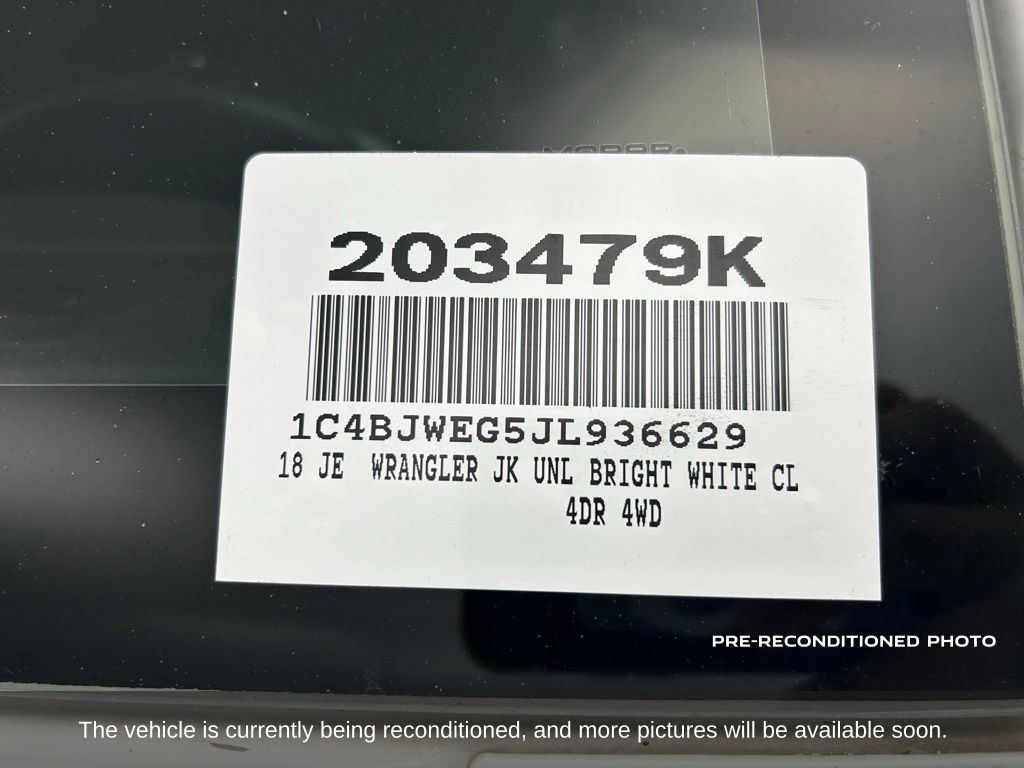 MOPAR
203479K
1C4BJWEG5JL936629
18 JE WRANGLER JK UNL BRIGHT WHITE CL
4DR 4WD
PRE-RECONDITIONED PHOTO
The vehicle is currently being reconditioned, and more pictures will be available soon.